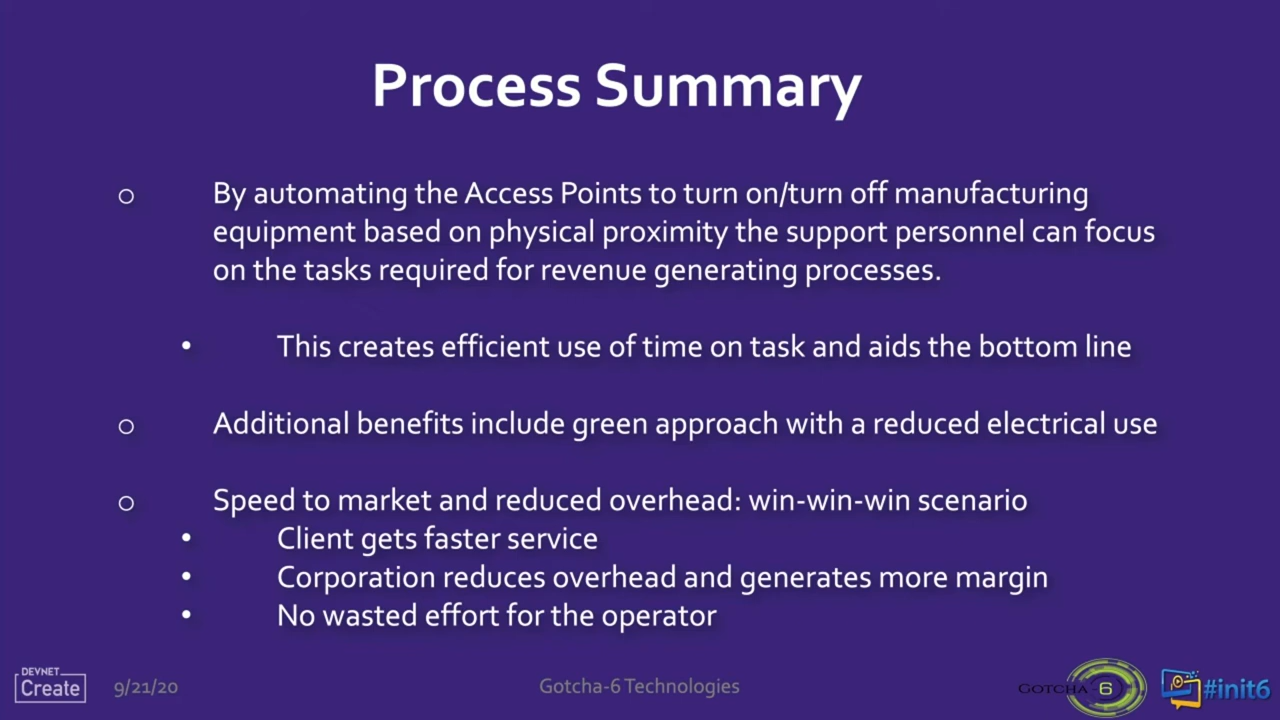 Process Summary
o By automating the Access Points to turn on/turn off manufacturing
equipment based on physical proximity the support personnel can focus
on the tasks required for revenue generating processes.
• This creates efficient use of time on task and aids the bottom line
o Additional benefits include green approach with a reduced electrical use
o Speed to market and reduced overhead: win-win-win scenario
• Client gets faster service
• Corporation reduces overhead and generates more margin
• No wasted effort for the operator
DEVNET
Create
9/21/20
Gotcha-6 Technologies
GOTCHA-6
#init6